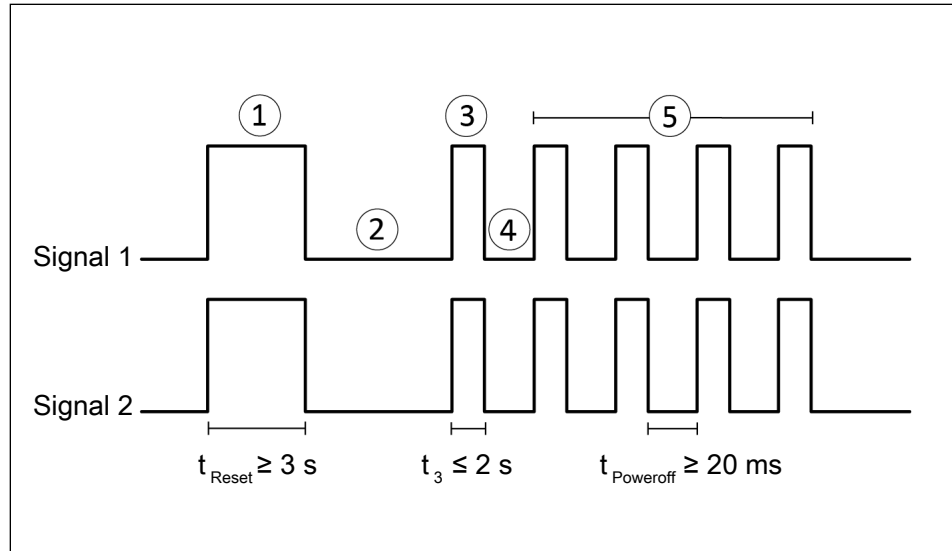 1
3
5
2
4
Signal 1
Signal 2
t Reset ≥ 3 s
t 3 ≤ 2 s
t Poweroff ≥ 20 ms